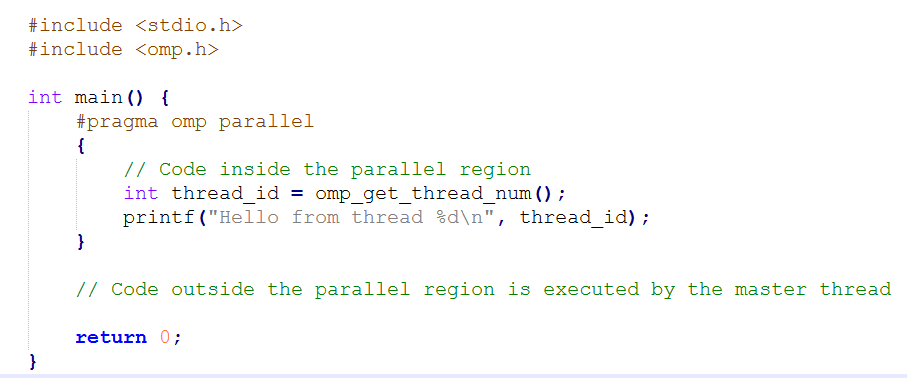 #include <stdio.h>
#include <omp.h>
int main() {
#pragma omp parallel
{
// Code inside the parallel region
int thread_id = omp_get_thread_num();
printf("Hello from thread %d\n", thread_id);
}
// Code outside the parallel region is executed by the master thread
return 0;
}